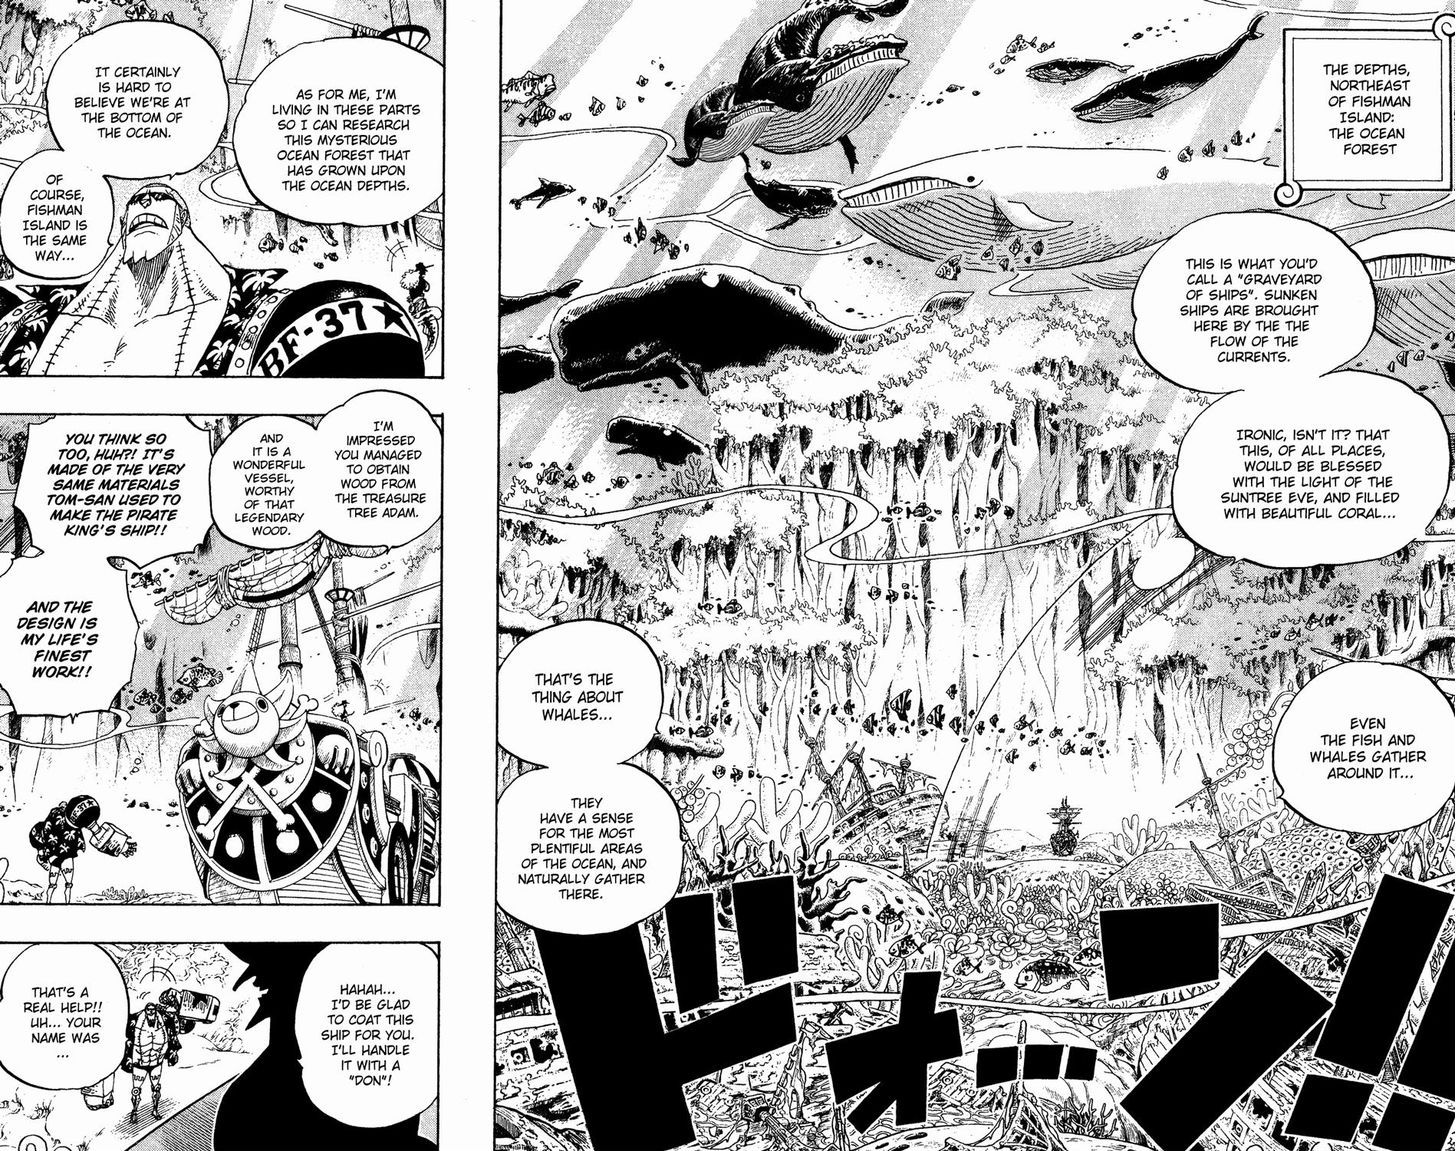 THE DEPTHS,
NORTHEAST
OF FISHMAN
ISLAND:
THE OCEAN
FOREST
THIS IS WHAT YOU'D
CALL A "GRAVEYARD
OF SHIPS". SUNKEN
SHIPS ARE BROUGHT
HERE BY THE THE
FLOW OF THE
CURRENTS.
IRONIC, ISN'T IT? THAT
THIS, OF ALL PLACES,
WOULD BE BLESSED
WITH THE LIGHT OF THE
SUNTREE EVE, AND FILLED
WITH BEAUTIFUL CORAL...
EVEN
THE FISH AND
WHALES GATHER
AROUND IT...
THAT'S THE
THING ABOUT
WHALES...
THEY
HAVE A SENSE
FOR THE MOST
PLENTIFUL AREAS
OF THE OCEAN, AND
NATURALLY GATHER
THERE.
ドォーン!!
AS FOR ME, I'M
LIVING IN THESE PARTS
SO I CAN RESEARCH
THIS MYSTERIOUS
OCEAN FOREST THAT
HAS GROWN UPON
THE OCEAN DEPTHS.
IT CERTAINLY
IS HARD TO
BELIEVE WE'RE AT
THE BOTTOM OF
THE OCEAN.
OF
COURSE,
FISHMAN
ISLAND IS
THE SAME
WAY...
BF-37★
I'M
IMPRESSED
YOU MANAGED
TO OBTAIN
WOOD FROM
THE TREASURE
TREE ADAM.
AND
IT IS A
WONDERFUL
VESSEL,
WORTHY
OF THAT
LEGENDARY
WOOD.
YOU THINK SO
TOO, HUH?! IT'S
MADE OF THE VERY
SAME MATERIALS
TOM-SAN USED TO
MAKE THE PIRATE
KING'S SHIP!!
AND THE
DESIGN IS
MY LIFE'S
FINEST
WORK!!
HAHAH...
I'D BE GLAD
TO COAT THIS
SHIP FOR YOU.
I'LL HANDLE
IT WITH A
"DON"!
THAT'S A
REAL HELP!!
UH... YOUR
NAME WAS
...